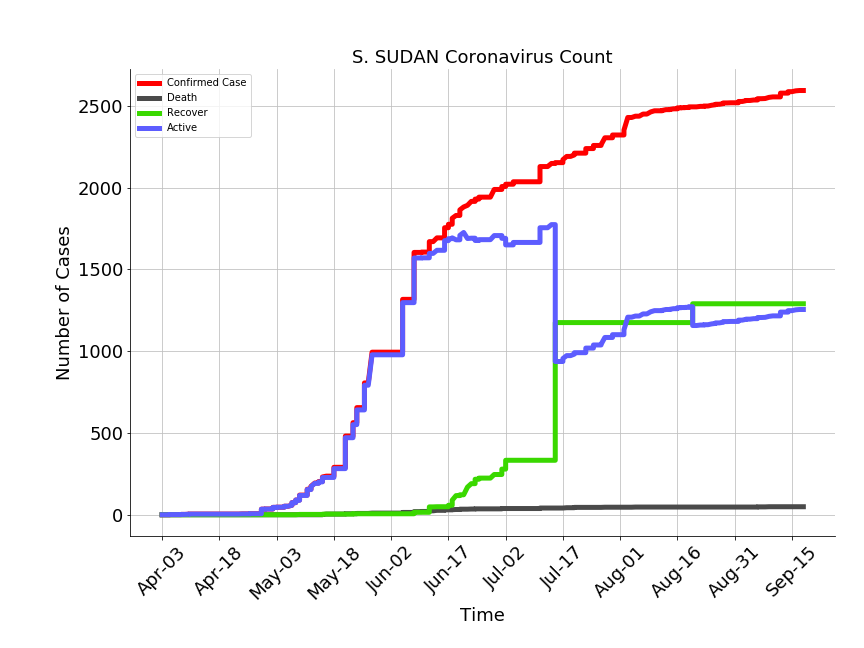 S. SUDAN Coronavirus Count
Confirmed Case
Death
Recover
Active
Number of Cases
2500
2000
1500
1000
500
0
Apr-03
Apr-18
May-03
May-18
Jun-02
Jun-17
Jul-02
Jul-17
Aug-01
Aug-16
Aug-31
Sep-15
Time